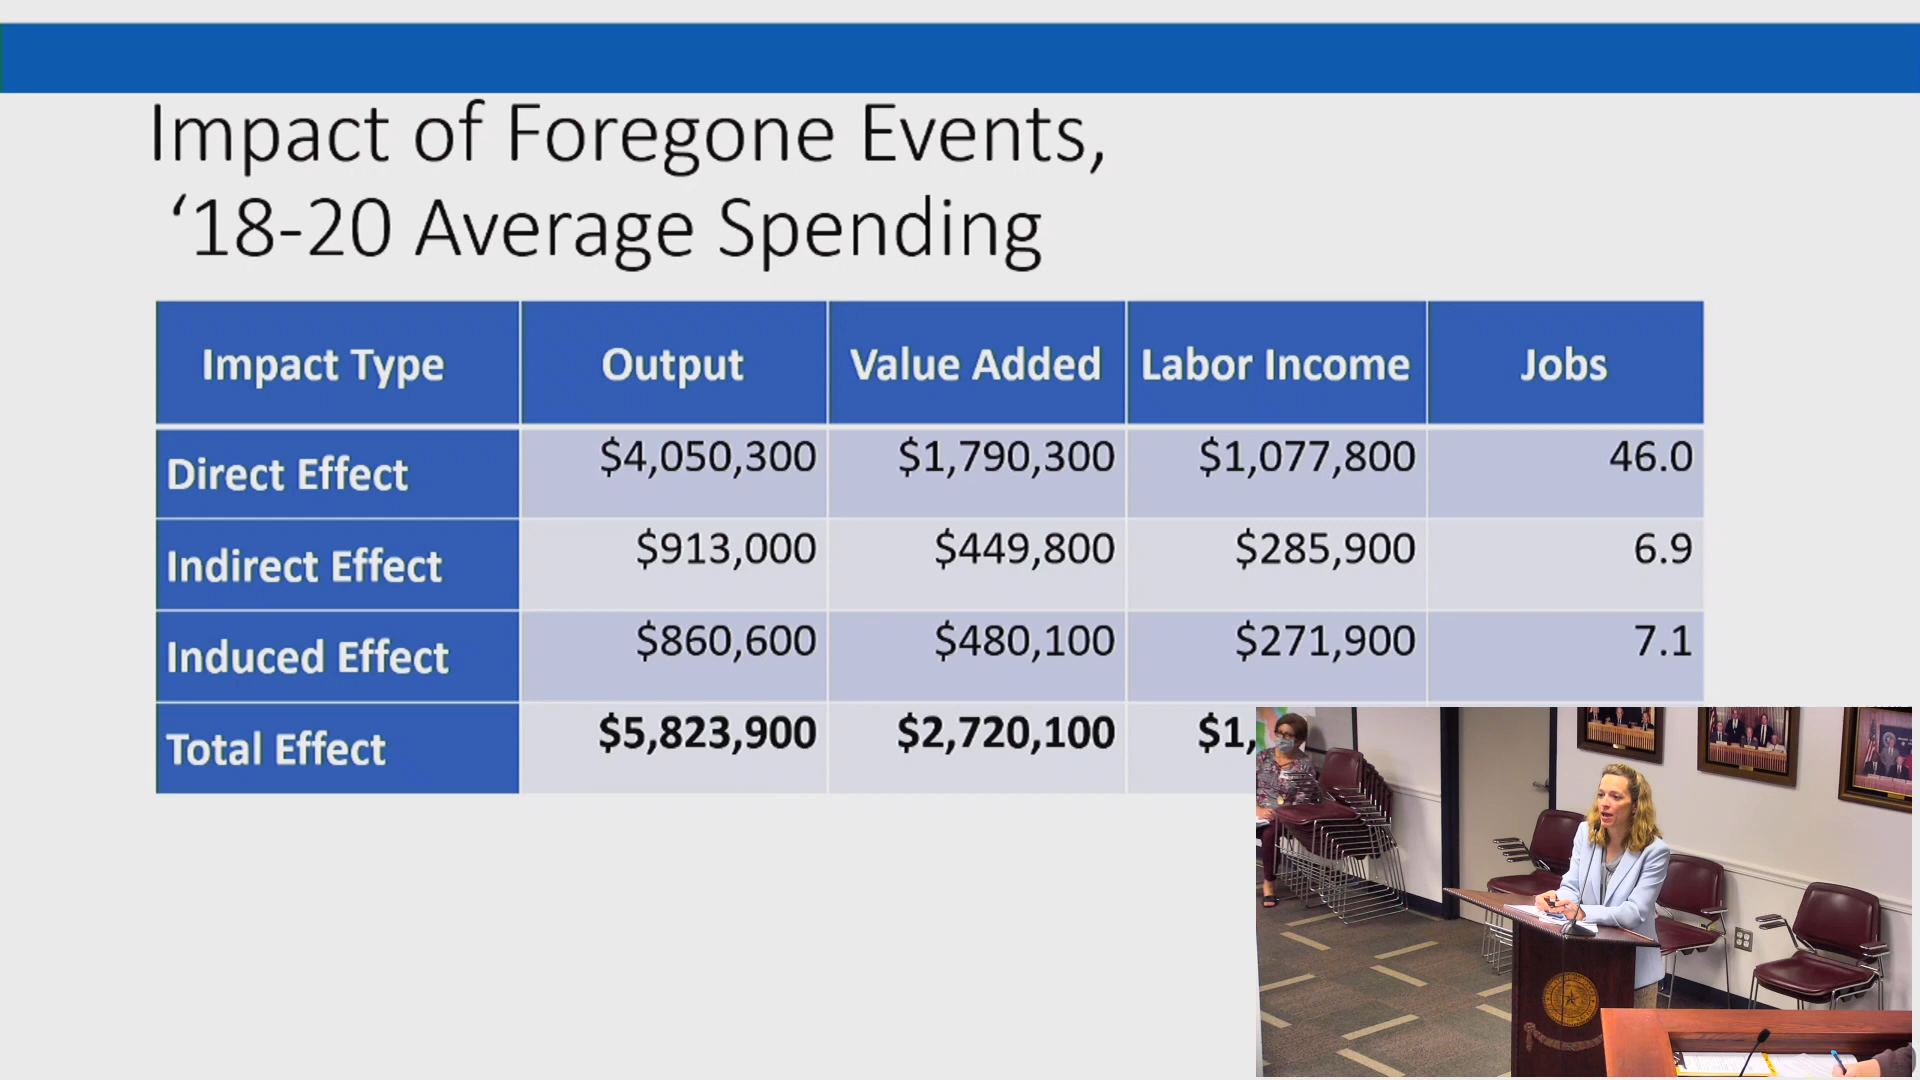 Impact of Foregone Events,
‘18-20 Average Spending
Impact Type Output Value Added Labor Income Jobs
Direct Effect $4,050,300 $1,790,300 $1,077,800 46.0
Indirect Effect $913,000 $449,800 $285,900 6.9
Induced Effect $860,600 $480,100 $271,900 7.1
Total Effect $5,823,900 $2,720,100 $1,